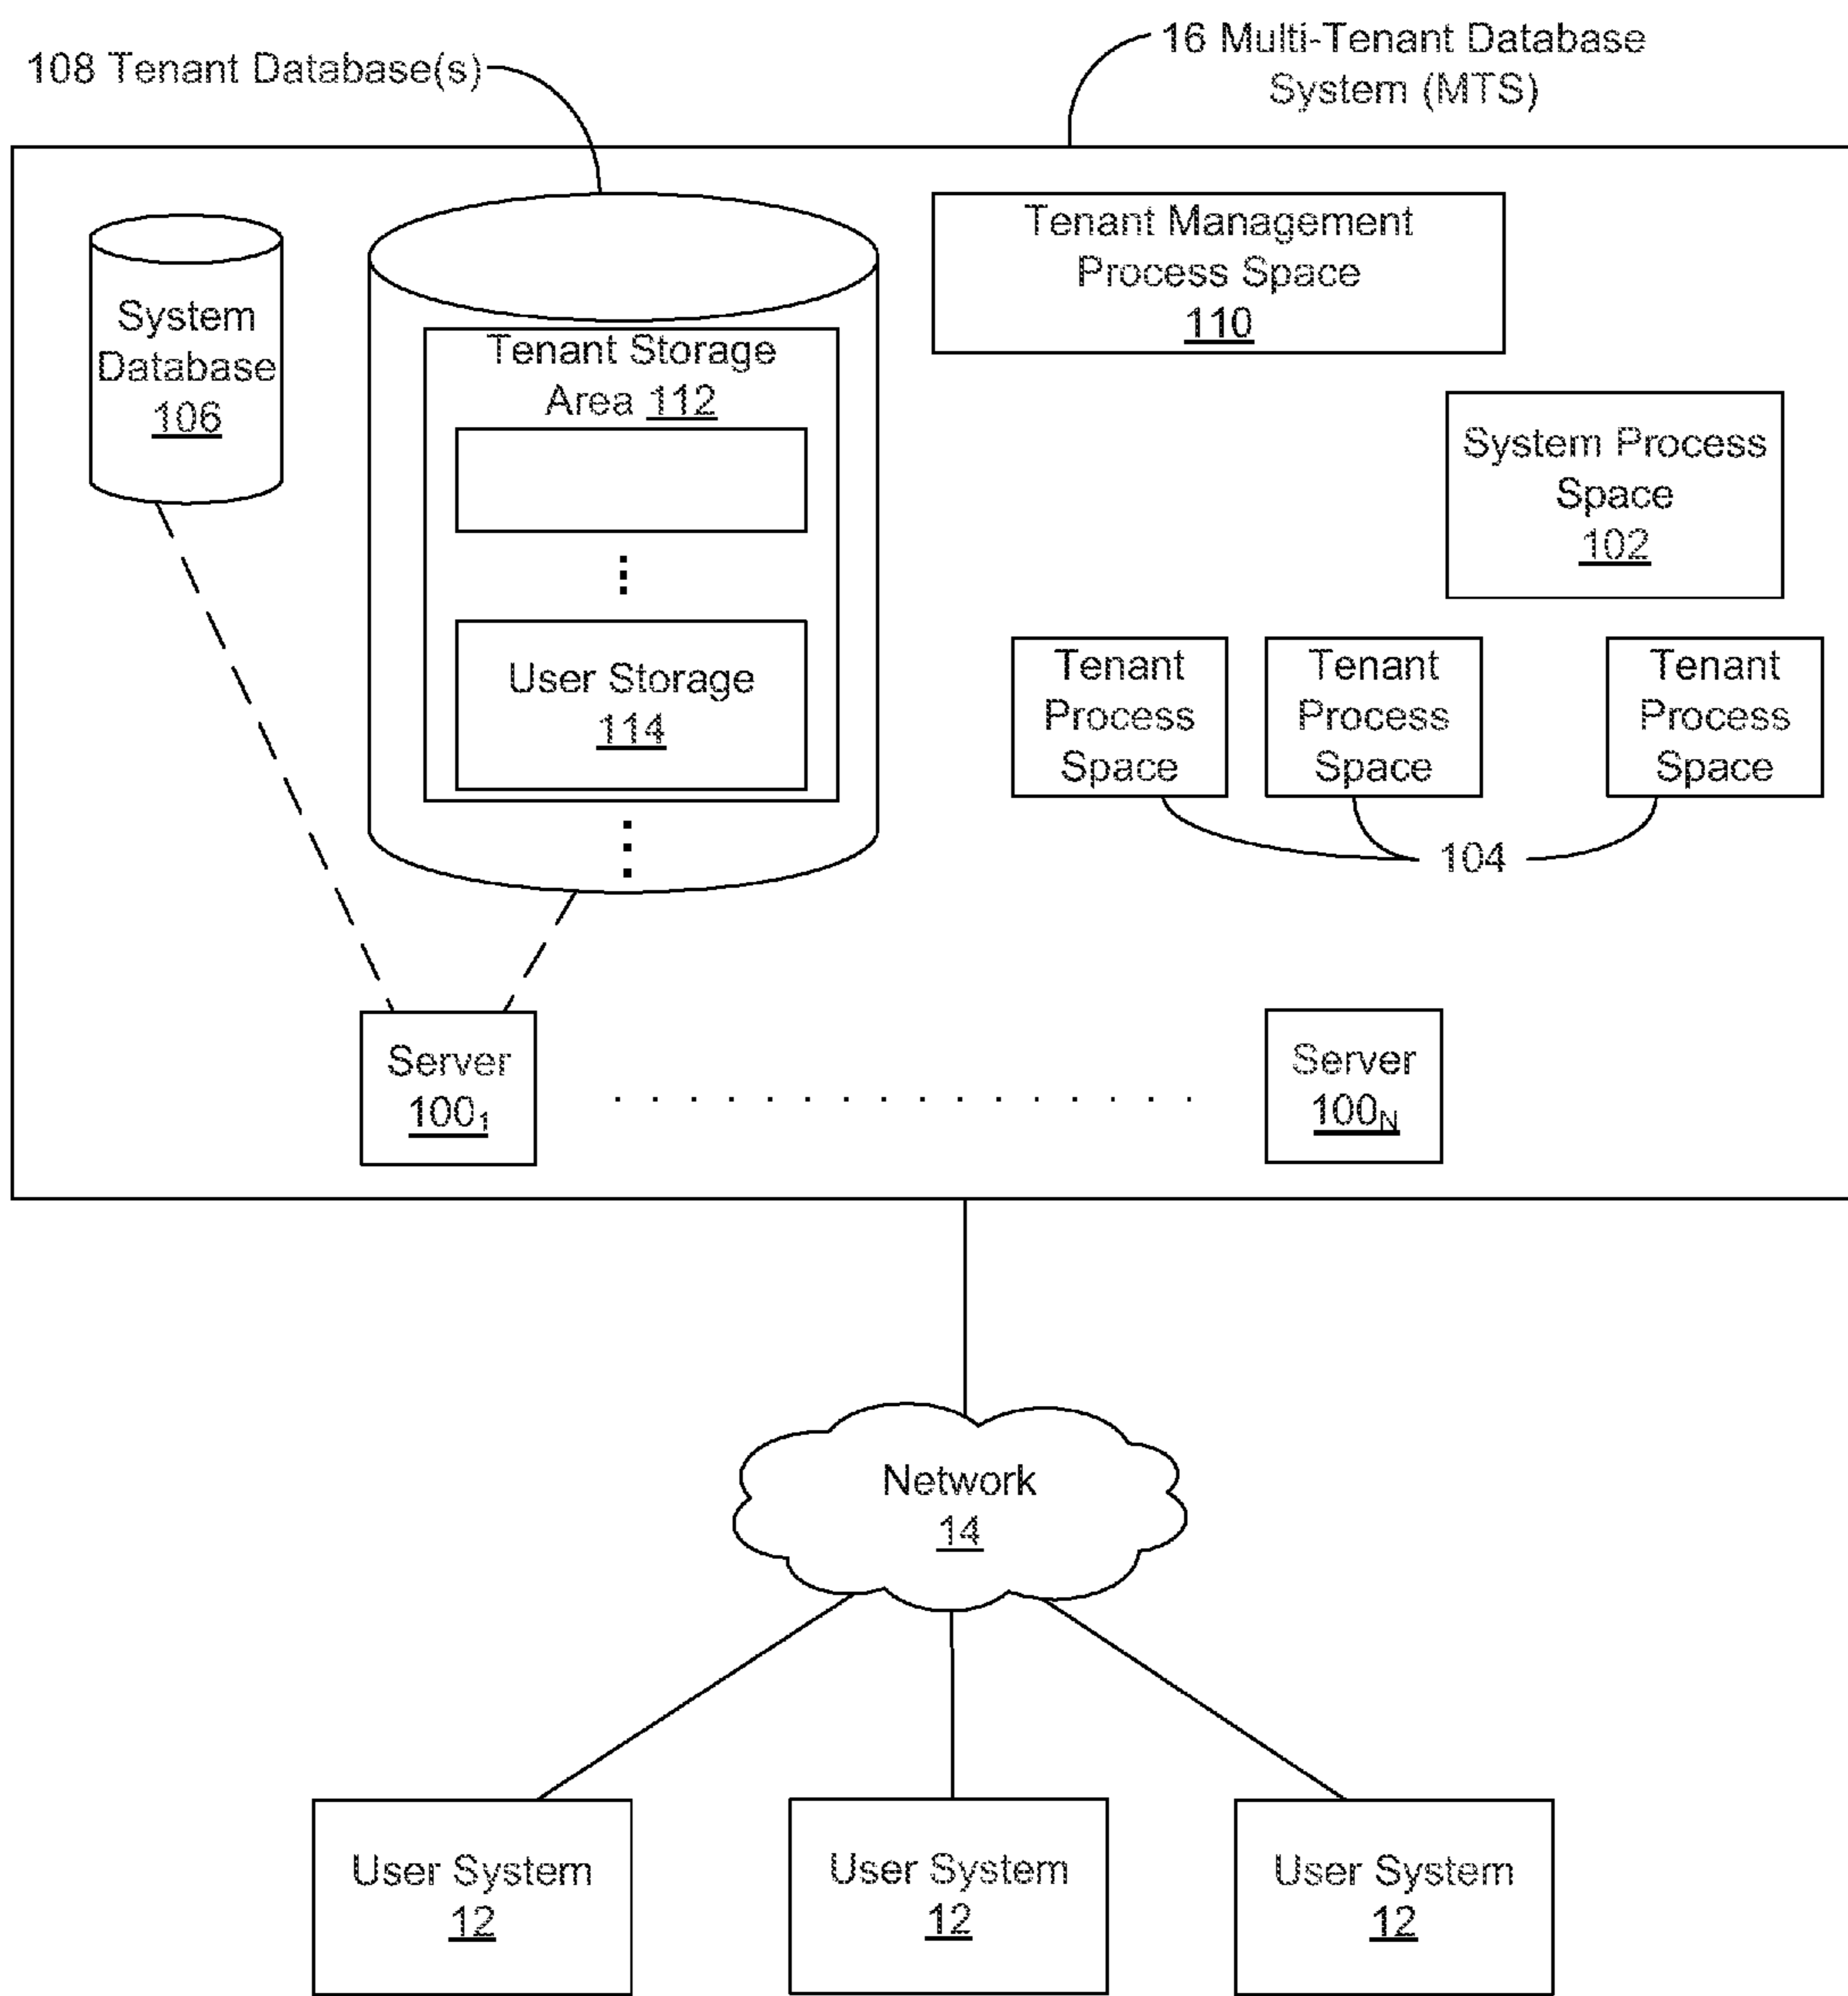 16 Multi-Tenant Database
System (MTS)
108 Tenant Database(s)
System
Database
106
Tenant Storage
Area 112
User Storage
114
Tenant Management
Process Space
110
System Process
Space
102
Tenant
Process
Space
Tenant
Process
Space
Tenant
Process
Space
104
Server
100₁
Server
100N
Network
14
User System
12
User System
12
User System
12